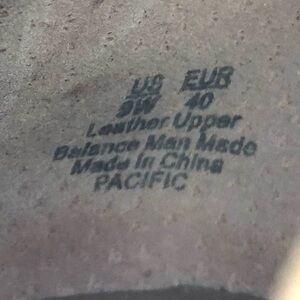 US EUR
9W 40
Leather Upper
Balance Man Made
Made In China
PACIFIC